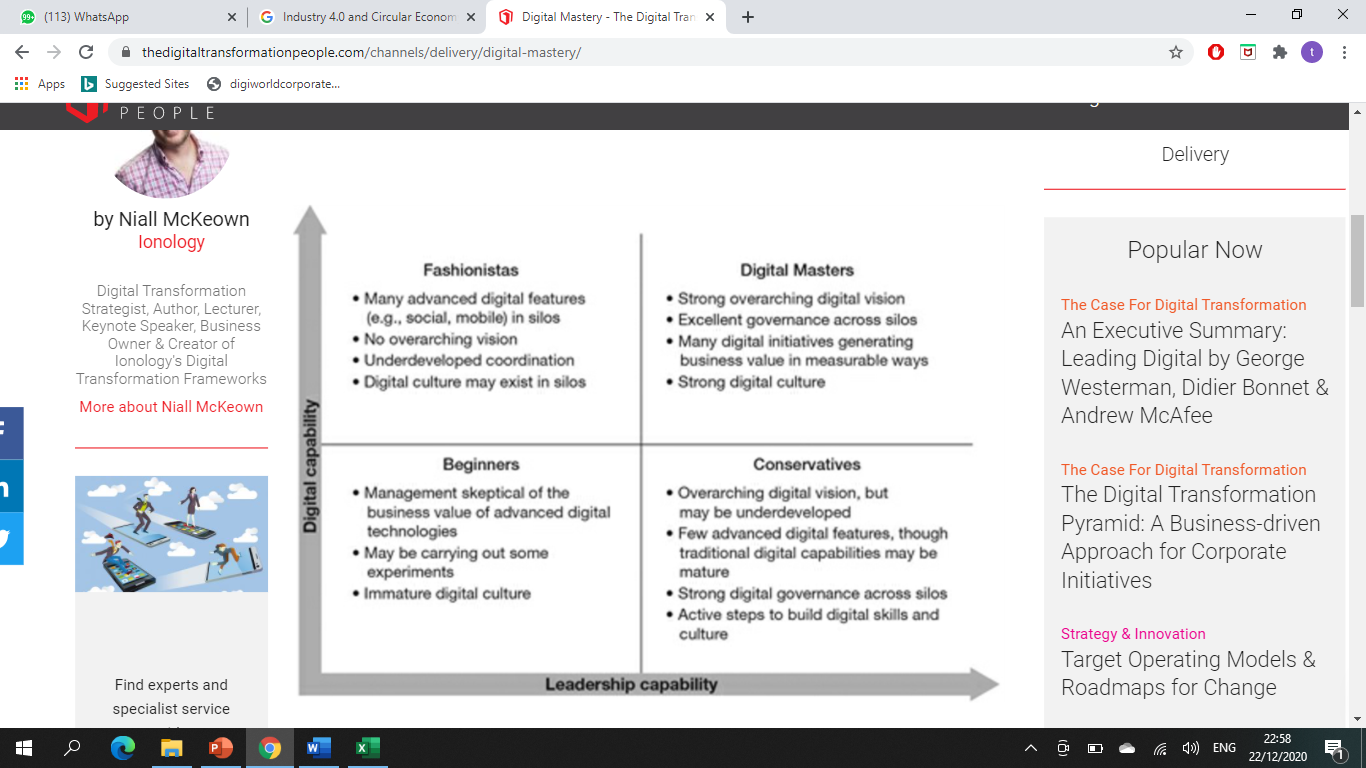 (113) WhatsApp
Industry 4.0 and Circular Econom
Digital Mastery - The Digital Tran
thedigitaltransformationpeople.com/channels/delivery/digital-mastery/
t
Apps
Suggested Sites
digiworldcorporate...
PEOPLE
by Niall McKeown
Ionology
Digital Transformation
Strategist, Author, Lecturer,
Keynote Speaker, Business
Owner & Creator of
Ionology's Digital
Transformation Frameworks
More about Niall McKeown
Find experts and
specialist service
Digital capability
Fashionistas
• Many advanced digital features
(e.g., social, mobile) in silos
• No overarching vision
• Underdeveloped coordination
• Digital culture may exist in silos
Digital Masters
• Strong overarching digital vision
• Excellent governance across silos
• Many digital initiatives generating
business value in measurable ways
• Strong digital culture
Beginners
• Management skeptical of the
business value of advanced digital
technologies
• May be carrying out some
experiments
• Immature digital culture
Conservatives
• Overarching digital vision, but
may be underdeveloped
• Few advanced digital features, though
traditional digital capabilities may be
mature
• Strong digital governance across silos
• Active steps to build digital skills and
culture
Leadership capability
Delivery
Popular Now
The Case For Digital Transformation
An Executive Summary:
Leading Digital by George
Westerman, Didier Bonnet &
Andrew McAfee
The Case For Digital Transformation
The Digital Transformation
Pyramid: A Business-driven
Approach for Corporate
Initiatives
Strategy & Innovation
Target Operating Models &
Roadmaps for Change
ENG
22:58
22/12/2020
1